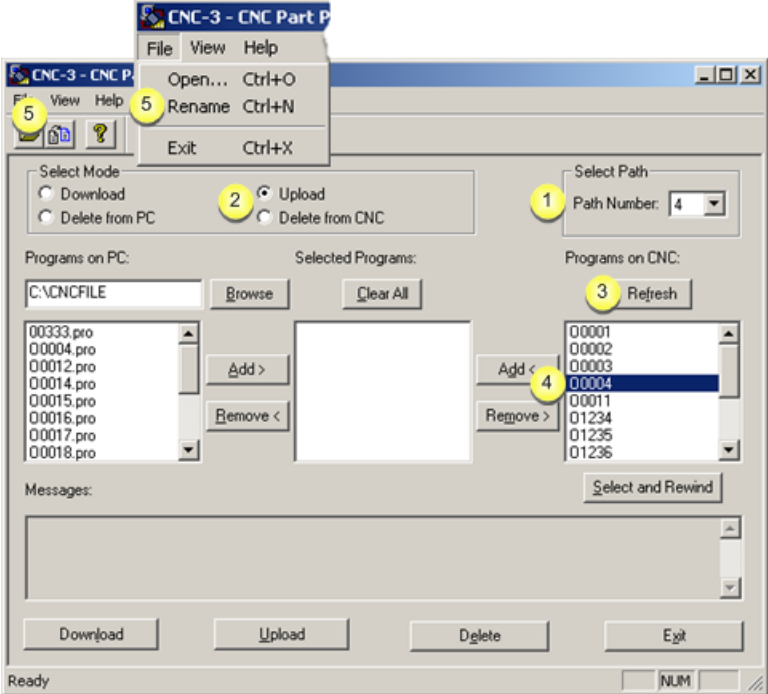 CNC-3 - CNC Part P
File View Help
Open... Ctrl+O
5 Rename Ctrl+N
Exit Ctrl+X
CNC-3 - CNC P
View Help
5
?
Select Mode
Download
2 Upload
Delete from PC
Delete from CNC
Select Path
1 Path Number: 4
Programs on PC:
Selected Programs:
Programs on CNC:
C:\CNCFILE
Browse
Clear All
3 Refresh
O0333.pro
O0004.pro
O0012.pro
O0014.pro
O0015.pro
O0016.pro
O0017.pro
O0018.pro
Add >
Remove <
Add <
Remove >
O0001
O0002
O0003
4 O0004
O0011
O1234
O1235
O1236
Select and Rewind
Messages:
Download
Upload
Delete
Exit
Ready
NUM